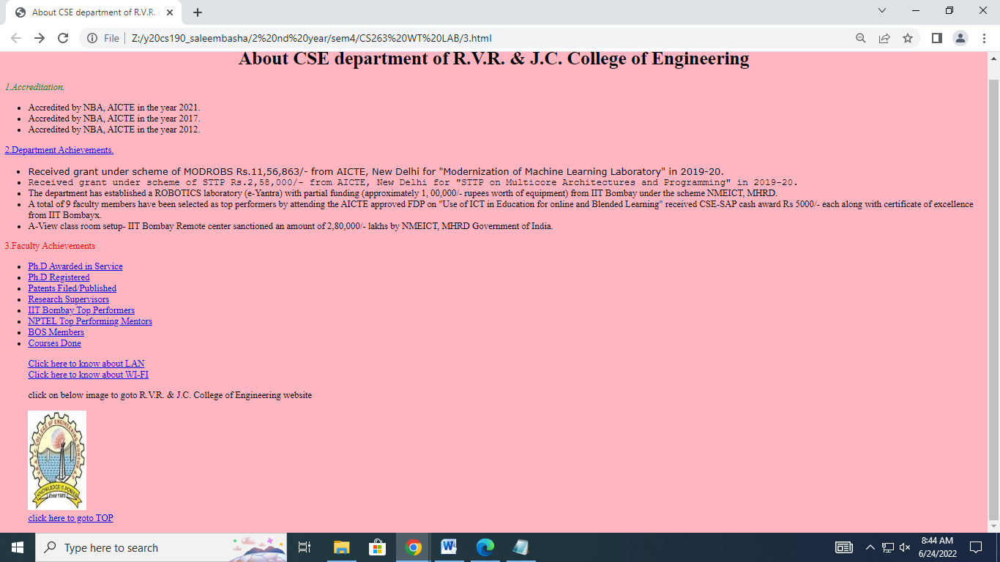 About CSE department of R.V.R. &
File
Z:/y20cs190_saleembasha/2%20nd%20year/sem4/CS263%20WT%20LAB/3.html
About CSE department of R.V.R. & J.C. College of Engineering
1.Accreditation.
Accredited by NBA, AICTE in the year 2021.
Accredited by NBA, AICTE in the year 2017.
Accredited by NBA, AICTE in the year 2012.
2.Department Achievements.
Received grant under scheme of MODROBS Rs.11,56,863/- from AICTE, New Delhi for "Modernization of Machine Learning Laboratory" in 2019-20.
Received grant under scheme of STTP Rs.2,58,000/- from AICTE, New Delhi for "STTP on Multicore Architectures and Programming" in 2019-20.
The department has established a ROBOTICS laboratory (e-Yantra) with partial funding (approximately 1, 00,000/- rupees worth of equipment) from IIT Bombay under the scheme NMEICT, MHRD.
A total of 9 faculty members have been selected as top performers by attending the AICTE approved FDP on "Use of ICT in Education for online and Blended Learning" received CSE-SAP cash award Rs 5000/- each along with certificate of excellence
from IIT Bombayx.
A-View class room setup- IIT Bombay Remote center sanctioned an amount of 2,80,000/- lakhs by NMEICT, MHRD Government of India.
3.Faculty Achievements
Ph.D Awarded in Service
Ph.D Registered
Patents Filed/Published
Research Supervisors
IIT Bombay Top Performers
NPTEL Top Performing Mentors
BOS Members
Courses Done
Click here to know about LAN
Click here to know about WI-FI
click on below image to goto R.V.R. & J.C. College of Engineering website
KNOWLEDGE IS POWER
Estd 1985
click here to goto TOP
Type here to search
8:44 AM
6/24/2022